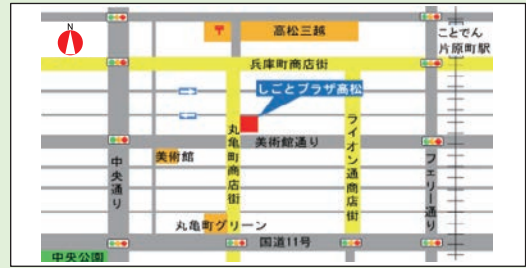 N
〒
高松三越
ことでん
片原町駅
兵庫町商店街
しごとプラザ高松
丸亀町商店街
ライオン通商店街
美術館通り
美術館
中央通り
フェリー通り
丸亀町グリーン
国道11号
中央公園